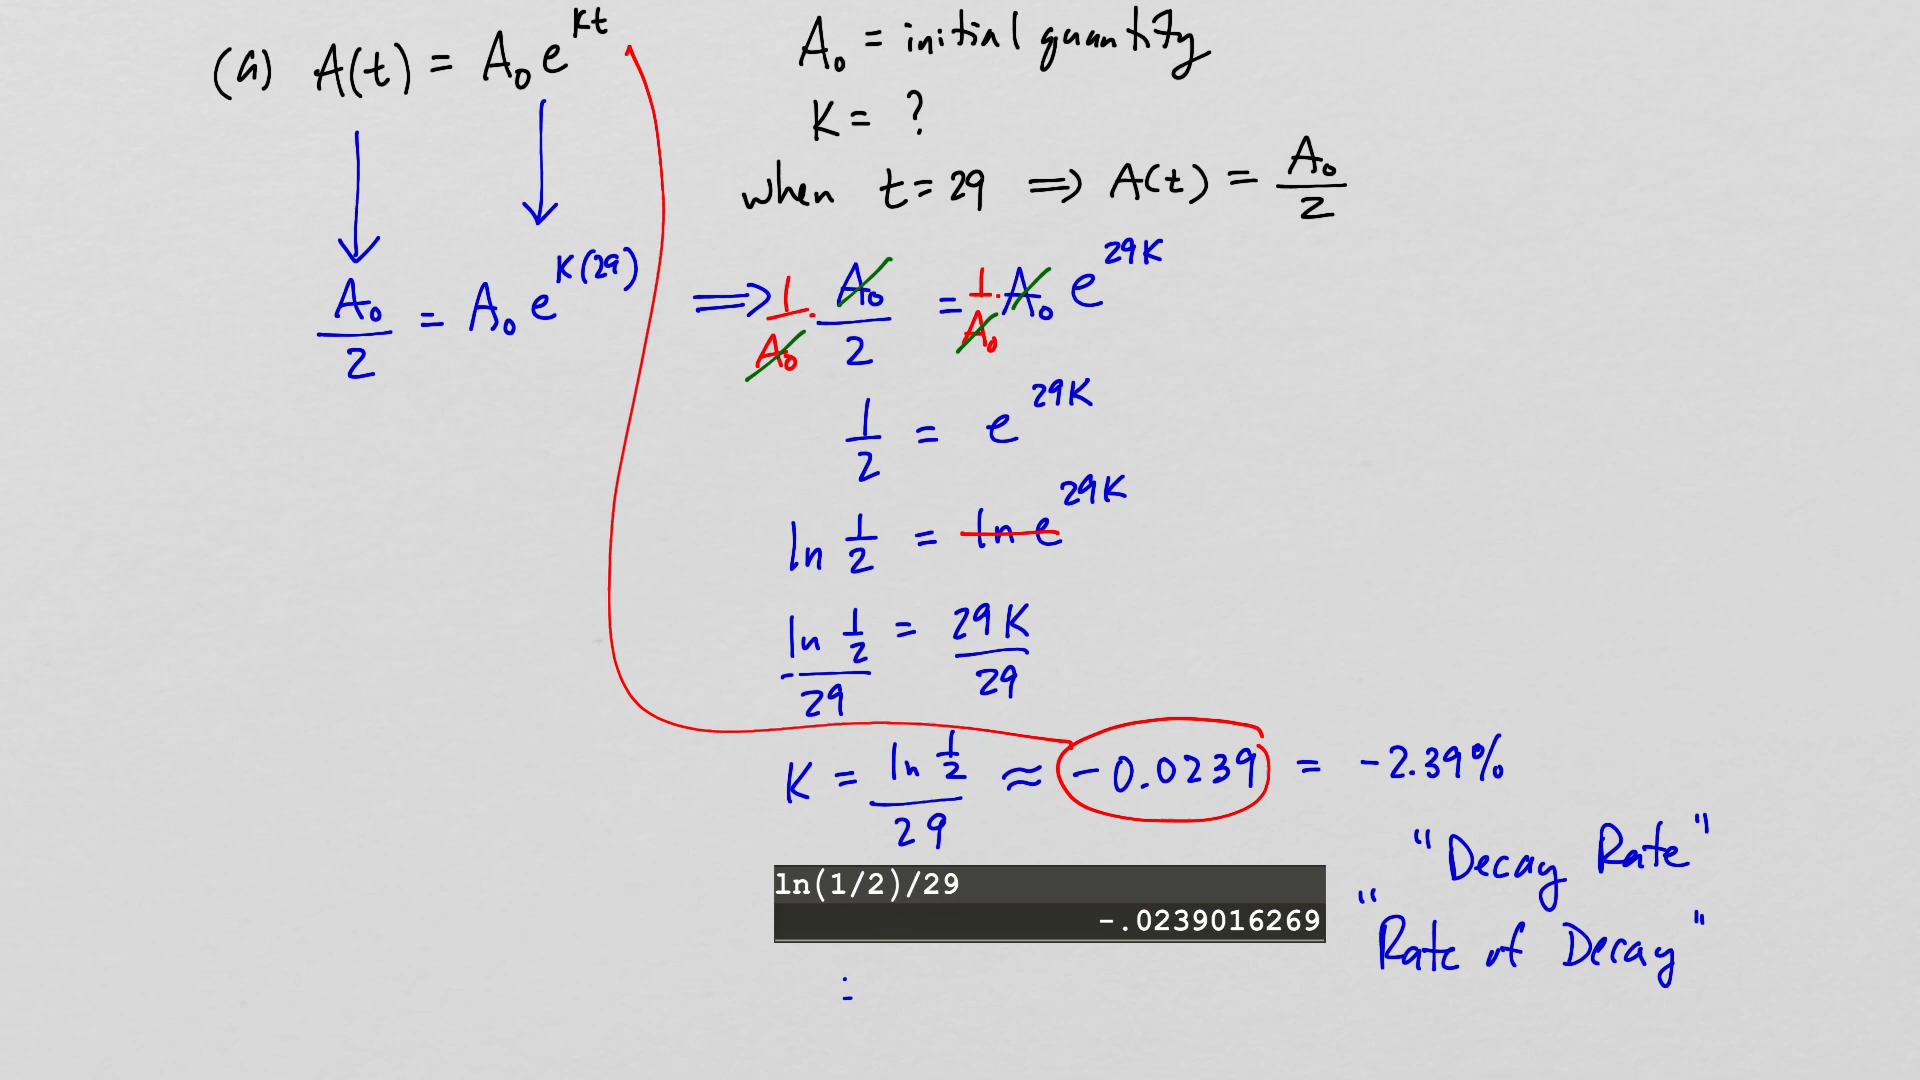 (a) A(t) = A₀e^{kt}
A₀ = initial quantity
K = ?
when t = 29 ⟹ A(t) = A₀/2
A₀/2 = A₀e^{K(29)} ⟹ 1/A₀ · A₀/2 = 1/A₀ · A₀e^{29K}
1/2 = e^{29K}
ln 1/2 = ln e^{29K}
ln 1/2 / 29 = 29K / 29
K = ln 1/2 / 29 ≈ -0.0239 = -2.39%
"Decay Rate"
ln(1/2)/29
-.0239016269
"Rate of Decay"